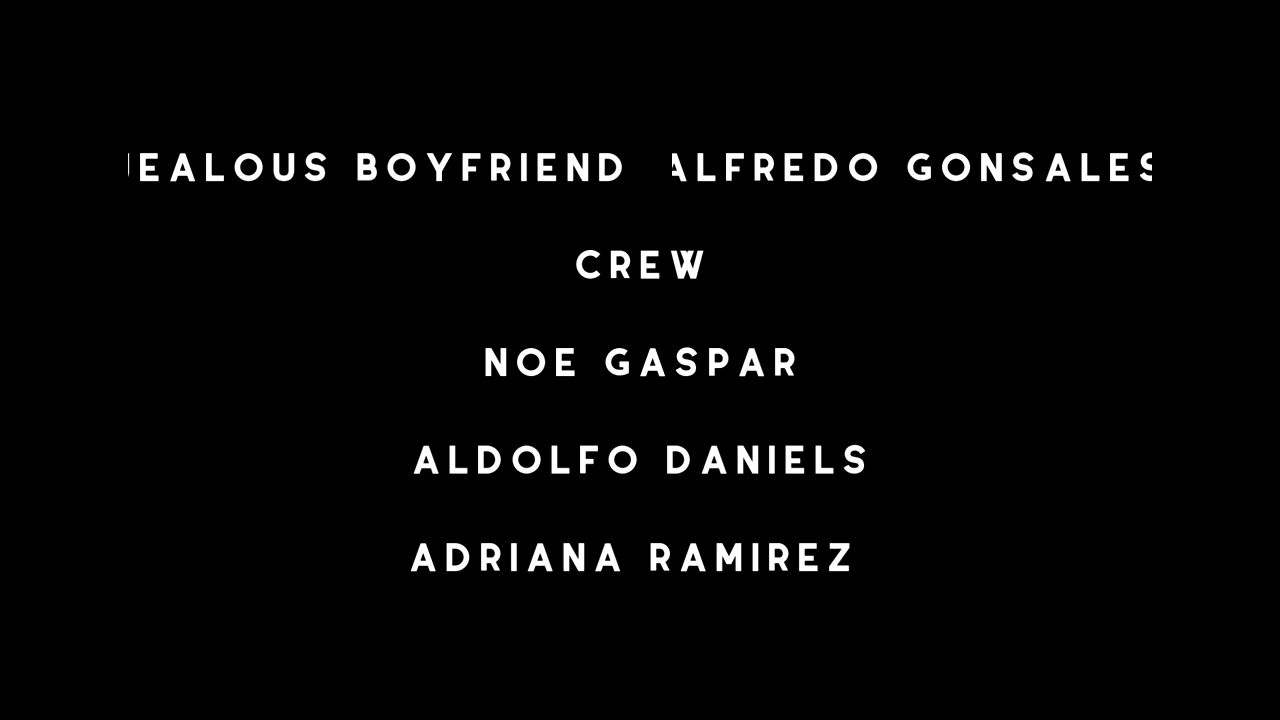 JEALOUS BOYFRIEND ALFREDO GONSALES
CREW
NOE GASPAR
ALDOLFO DANIELS
ADRIANA RAMIREZ